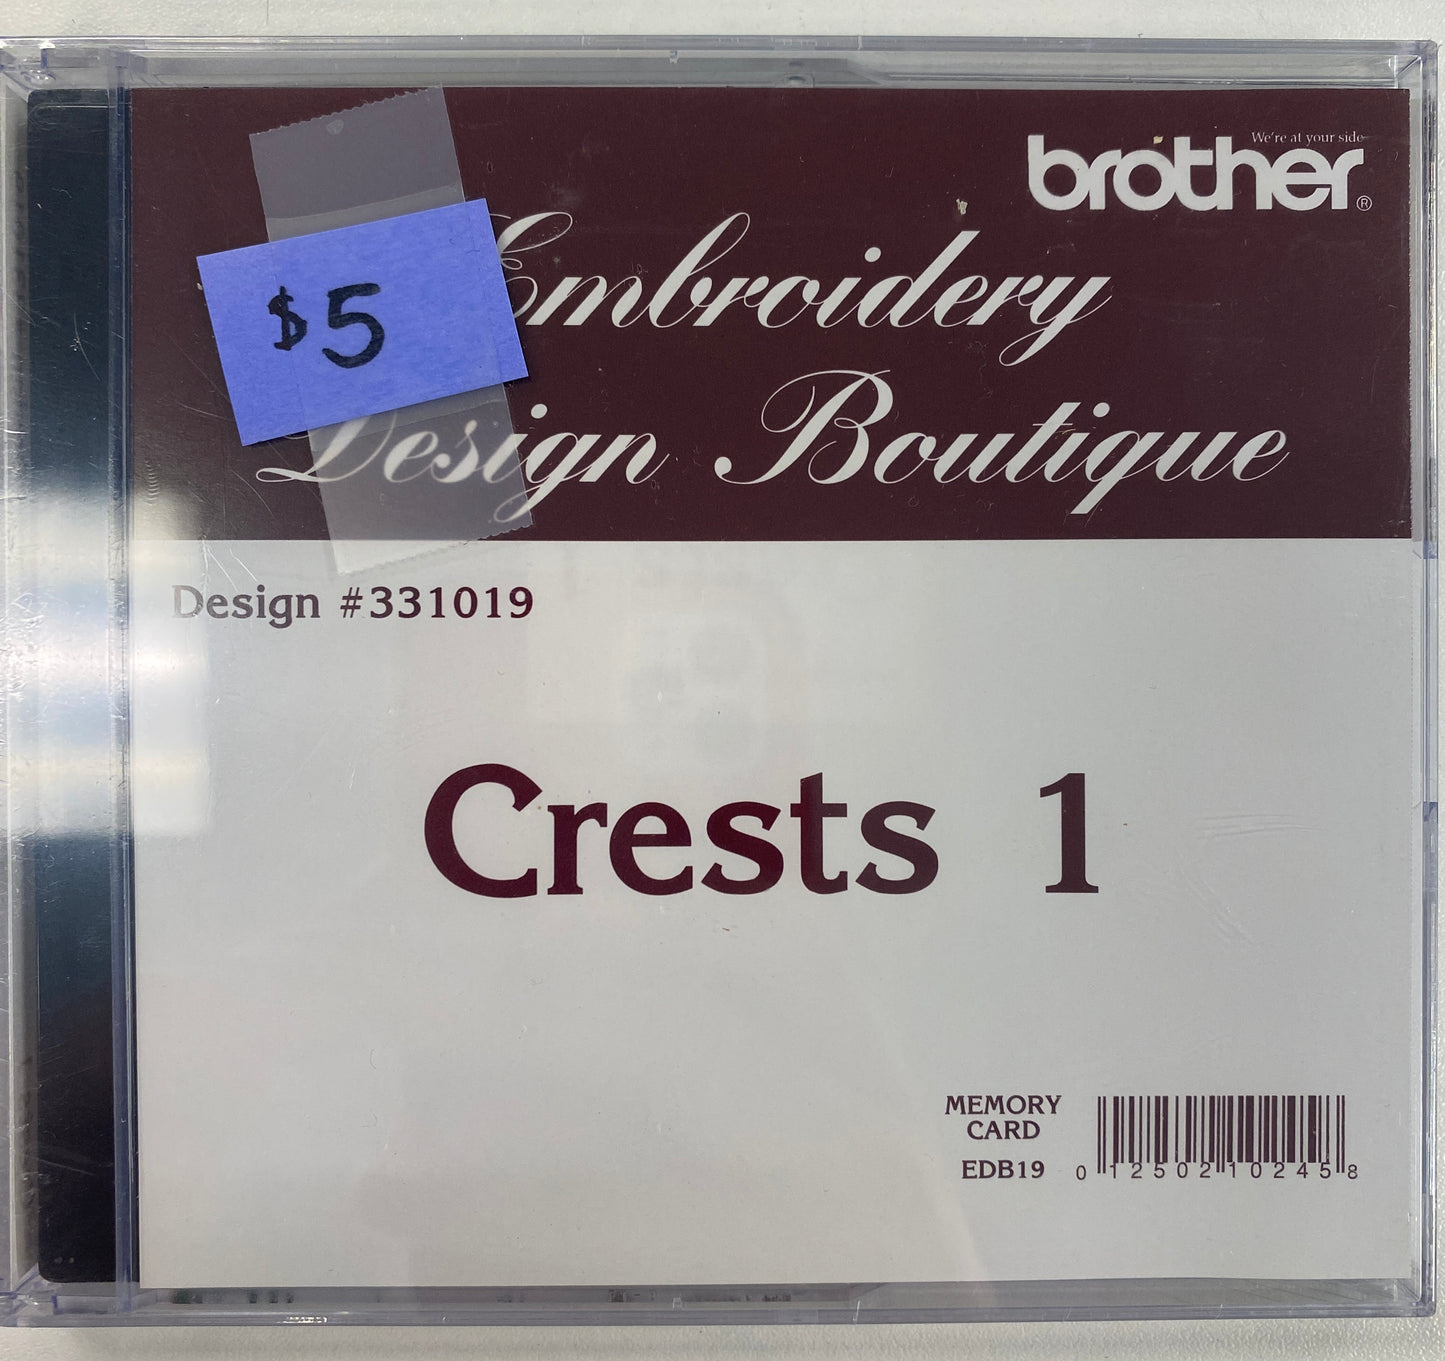 We're at your side
brother®
$5
Embroidery
Design Boutique
Design #331019
Crests 1
MEMORY
CARD
EDB19
0 12502 10245 8